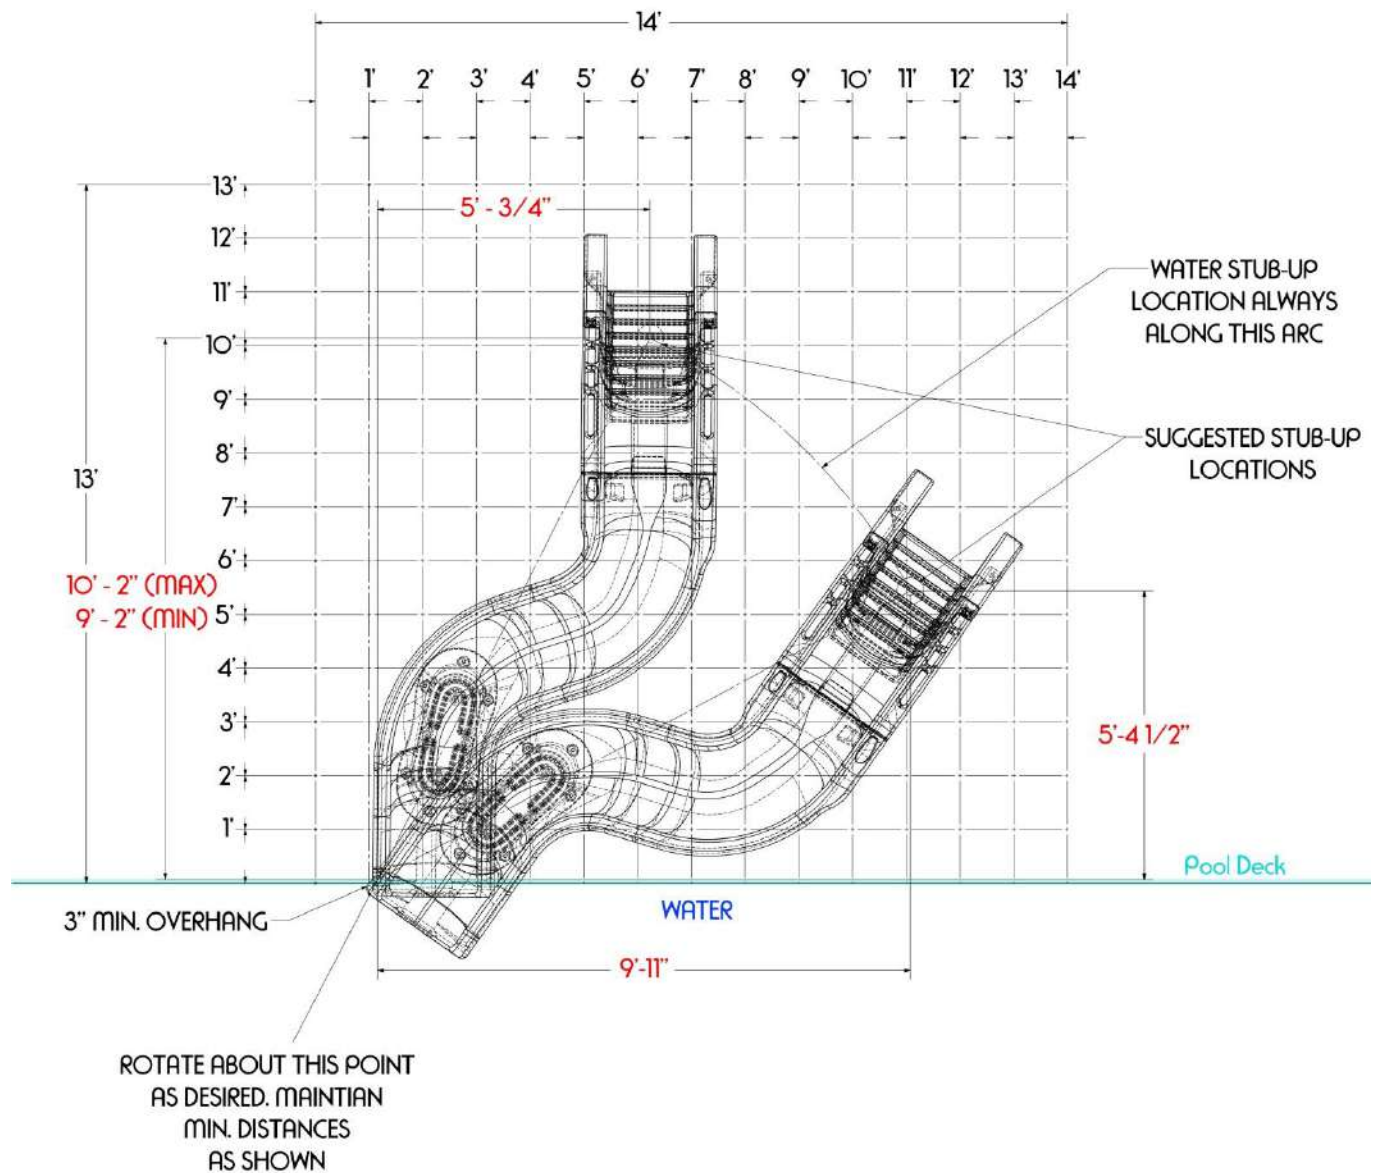 14'
1' 2' 3' 4' 5' 6' 7' 8' 9' 10' 11' 12' 13' 14'
13'
5' - 3/4"
12'
WATER STUB-UP
LOCATION ALWAYS
ALONG THIS ARC
11'
10'
9'
SUGGESTED STUB-UP
LOCATIONS
8'
13'
7'
6'
10' - 2" (MAX)
9' - 2" (MIN)
5'
4'
3'
5'-4 1/2"
2'
1'
Pool Deck
3" MIN. OVERHANG
WATER
9'-11"
ROTATE ABOUT THIS POINT
AS DESIRED. MAINTIAN
MIN. DISTANCES
AS SHOWN